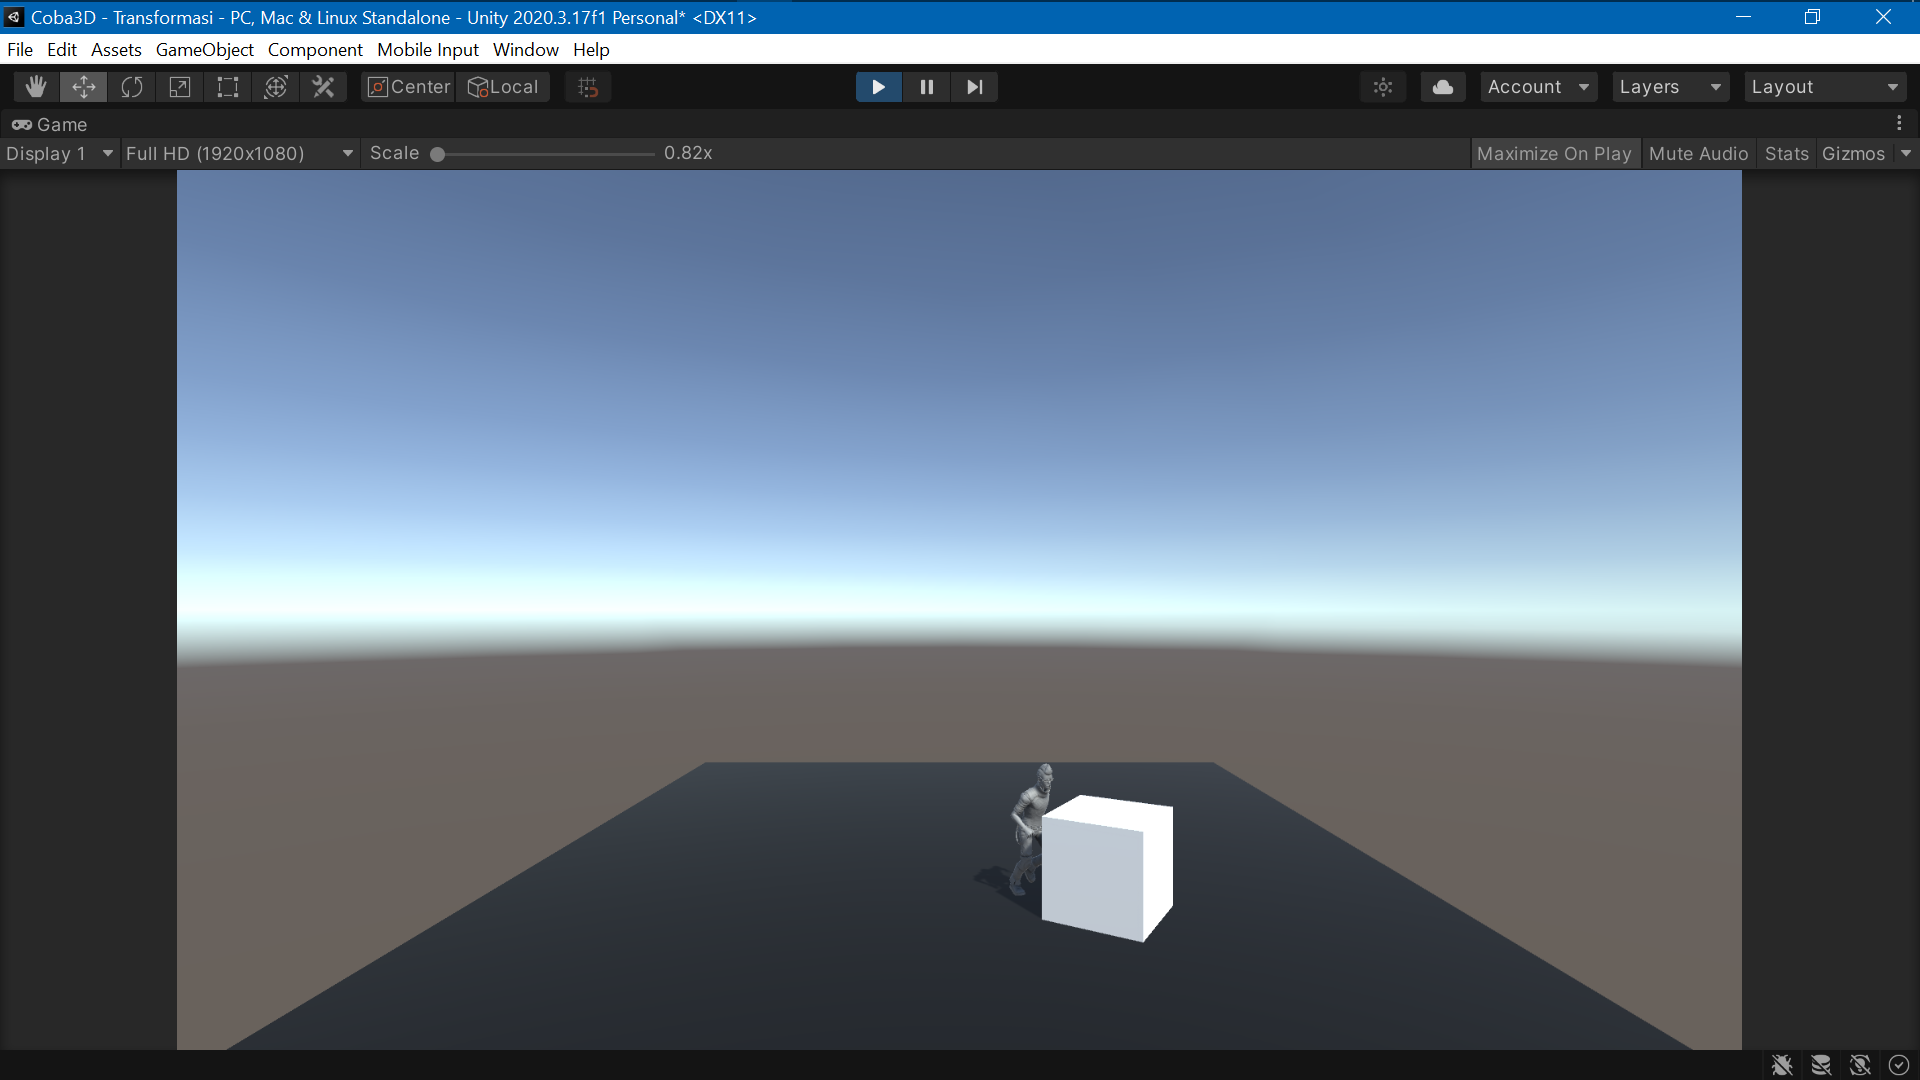 Coba3D - Transformasi - PC, Mac & Linux Standalone - Unity 2020.3.17f1 Personal* <DX11>
File Edit Assets GameObject Component Mobile Input Window Help
Center Local Account Layers Layout
Game
Display 1 Full HD (1920x1080) Scale 0.82x Maximize On Play Mute Audio Stats Gizmos